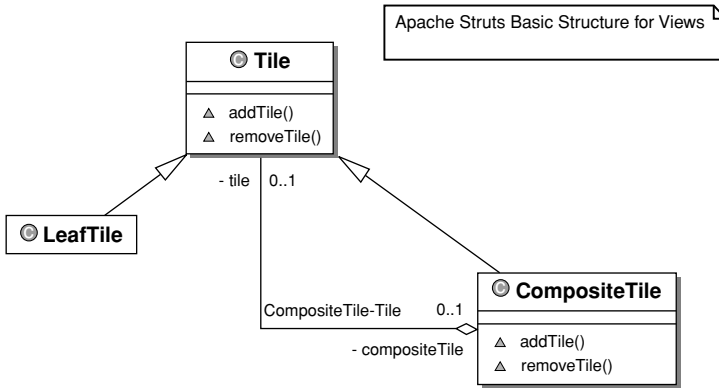 Apache Struts Basic Structure for Views
C Tile
addTile()
removeTile()
- tile 0..1
C LeafTile
C CompositeTile
CompositeTile-Tile 0..1
addTile()
- compositeTile
removeTile()